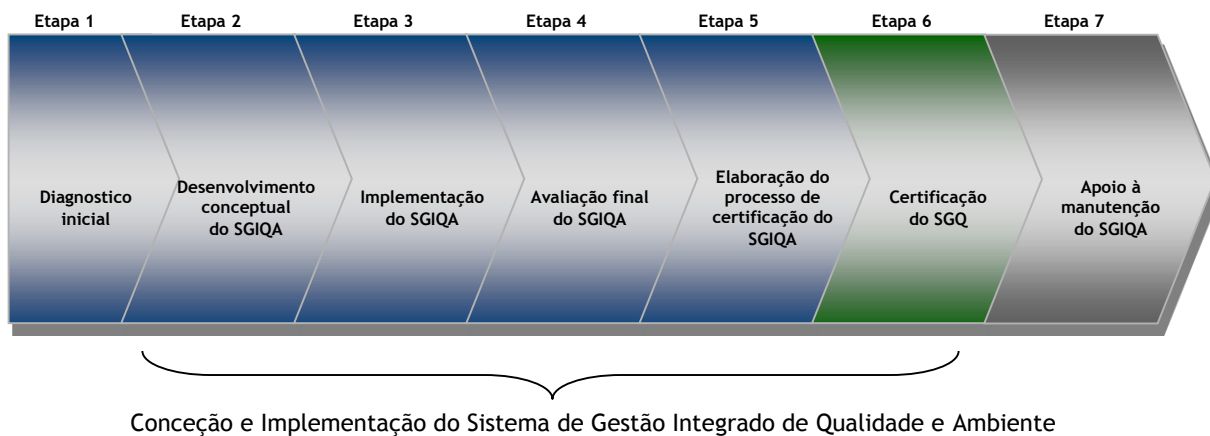 Etapa 1
Etapa 2
Etapa 3
Etapa 4
Etapa 5
Etapa 6
Etapa 7
Diagnostico
inicial
Desenvolvimento
conceptual
do SGIQA
Implementação
do SGIQA
Avaliação final
do SGIQA
Elaboração do
processo de
certificação do
SGIQA
Certificação
do SGQ
Apoio à
manutenção
do SGIQA
Conceção e Implementação do Sistema de Gestão Integrado de Qualidade e Ambiente